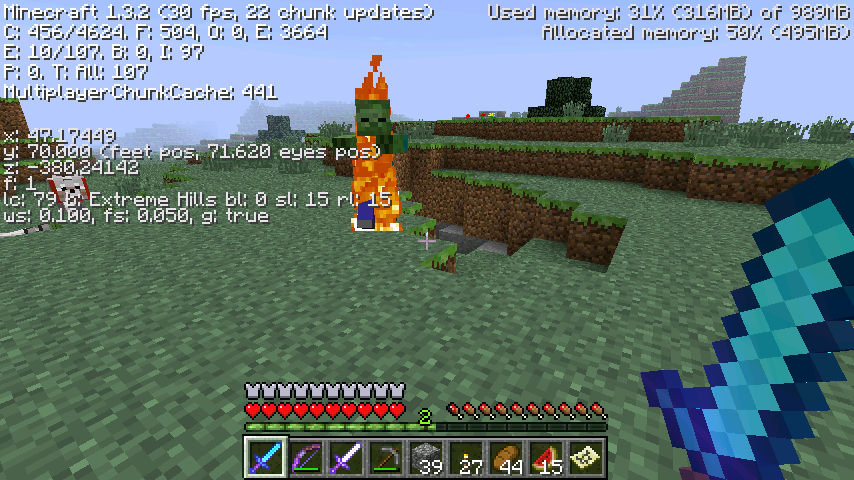 Minecraft 1.3.2 (30 fps, 22 chunk updates)
Used memory: 31% (316MB) of 989MB
C: 456/4624, F: 504, O: 0, E: 3664
Allocated memory: 50% (495MB)
E: 10/107. B: 0, I: 97
P: 0. T: All: 107
MultiplayerChunkCache: 441
x: 47.17449
y: 70.000 (feet pos, 71.620 eyes pos)
z: -380.24142
f: 1
lc: 79 b: Extreme Hills bl: 0 sl: 15 rl: 15
ws: 0.100, fs: 0.050, g: true
2
39
27
44
15